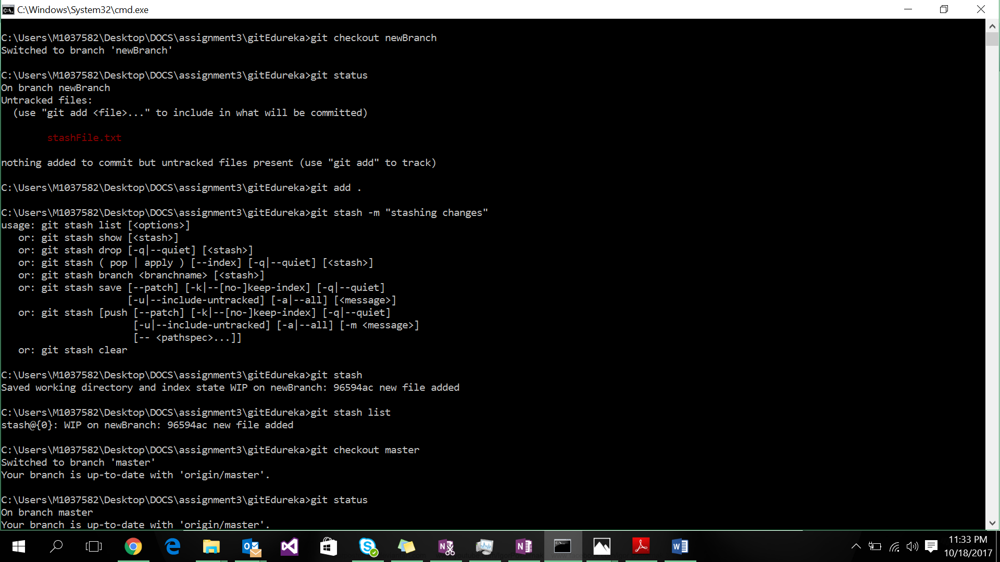 C:\Windows\System32\cmd.exe
C:\Users\M1037582\Desktop\DOCS\assignment3\gitEdureka>git checkout newBranch
Switched to branch 'newBranch'
C:\Users\M1037582\Desktop\DOCS\assignment3\gitEdureka>git status
On branch newBranch
Untracked files:
  (use "git add <file>..." to include in what will be committed)
        stashFile.txt
nothing added to commit but untracked files present (use "git add" to track)
C:\Users\M1037582\Desktop\DOCS\assignment3\gitEdureka>git add .
C:\Users\M1037582\Desktop\DOCS\assignment3\gitEdureka>git stash -m "stashing changes"
usage: git stash list [<options>]
   or: git stash show [<stash>]
   or: git stash drop [-q|--quiet] [<stash>]
   or: git stash ( pop | apply ) [--index] [-q|--quiet] [<stash>]
   or: git stash branch <branchname> [<stash>]
   or: git stash save [--patch] [-k|--[no-]keep-index] [-q|--quiet]
                      [-u|--include-untracked] [-a|--all] [<message>]
   or: git stash [push [--patch] [-k|--[no-]keep-index] [-q|--quiet]
                       [-u|--include-untracked] [-a|--all] [-m <message>]
                       [-- <pathspec>...]]
   or: git stash clear
C:\Users\M1037582\Desktop\DOCS\assignment3\gitEdureka>git stash
Saved working directory and index state WIP on newBranch: 96594ac new file added
C:\Users\M1037582\Desktop\DOCS\assignment3\gitEdureka>git stash list
stash@{0}: WIP on newBranch: 96594ac new file added
C:\Users\M1037582\Desktop\DOCS\assignment3\gitEdureka>git checkout master
Switched to branch 'master'
Your branch is up-to-date with 'origin/master'.
C:\Users\M1037582\Desktop\DOCS\assignment3\gitEdureka>git status
On branch master
Your branch is up-to-date with 'origin/master'.
11:33 PM
10/18/2017